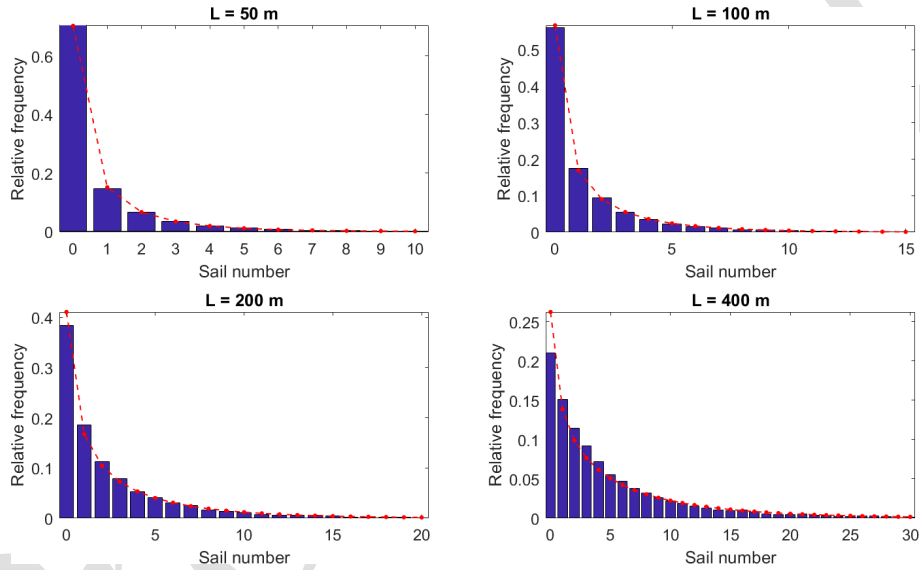 L = 50 m
Relative frequency
0.6
0.4
0.2
0
0 1 2 3 4 5 6 7 8 9 10
Sail number
L = 100 m
Relative frequency
0.5
0.4
0.3
0.2
0.1
0
0 5 10 15
Sail number
L = 200 m
Relative frequency
0.4
0.3
0.2
0.1
0
0 5 10 15 20
Sail number
L = 400 m
Relative frequency
0.25
0.2
0.15
0.1
0.05
0
0 5 10 15 20 25 30
Sail number